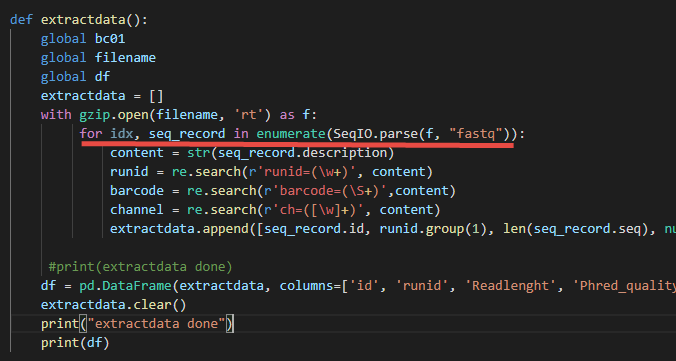 def extractdata():
global bc01
global filename
global df
extractdata = []
with gzip.open(filename, 'rt') as f:
for idx, seq_record in enumerate(SeqIO.parse(f, "fastq")):
content = str(seq_record.description)
runid = re.search(r'runid=(\w+)', content)
barcode = re.search(r'barcode=(\S+)',content)
channel = re.search(r'ch=([\w]+)', content)
extractdata.append([seq_record.id, runid.group(1), len(seq_record.seq), nu
#print(extractdata done)
df = pd.DataFrame(extractdata, columns=['id', 'runid', 'Readlenght', 'Phred_quality
extractdata.clear()
print("extractdata done")
print(df)